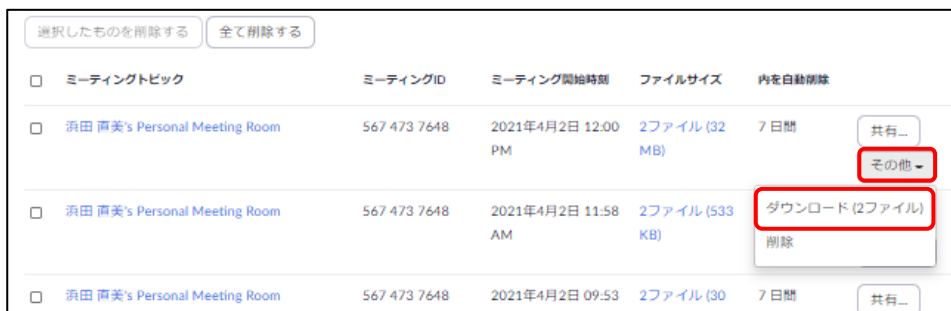 選択したものを削除する 全て削除する
ミーティングトピック ミーティングID ミーティング開始時刻 ファイルサイズ 内を自動削除
浜田 直美's Personal Meeting Room 567 473 7648 2021年4月2日 12:00 2ファイル (32 7 日間 共有...
PM MB)
その他
浜田 直美's Personal Meeting Room 567 473 7648 2021年4月2日 11:58 2ファイル (533 ダウンロード (2ファイル)
AM KB)
削除
浜田 直美's Personal Meeting Room 567 473 7648 2021年4月2日 09:53 2ファイル (30 7 日間 共有...